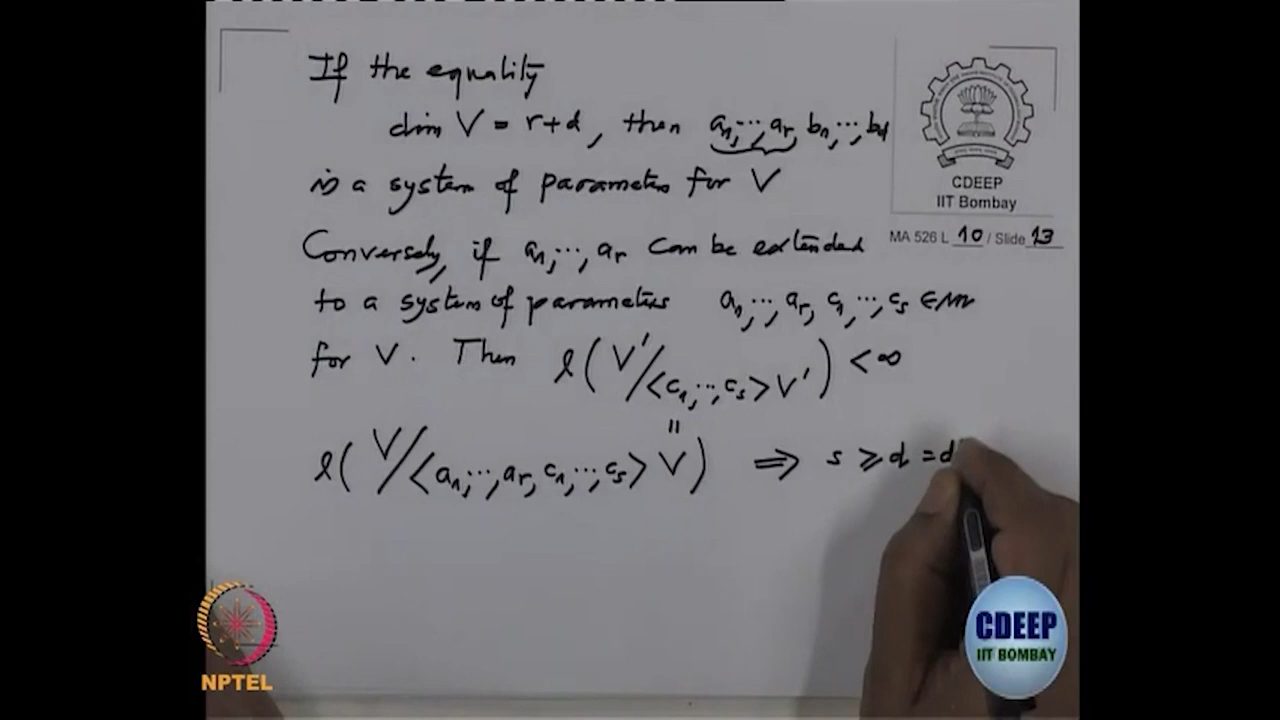 If the equality
dim V = r+d, then a₁,…,aᵣ, b₁,…,b_d
is a system of parameters for V
Conversely, if a₁,…,aᵣ can be extended
to a system of parameters a₁,…,aᵣ, c₁,…,cₛ ∈ 𝔪
for V. Then ℓ(V'/<c₁,…,cₛ>V') < ∞
=
ℓ(V/<a₁,…,aᵣ,c₁,…,cₛ>V) ⇒ s ≥ d = d
CDEEP
IIT Bombay
MA 526 L 10 / Slide 13
NPTEL
CDEEP
IIT BOMBAY